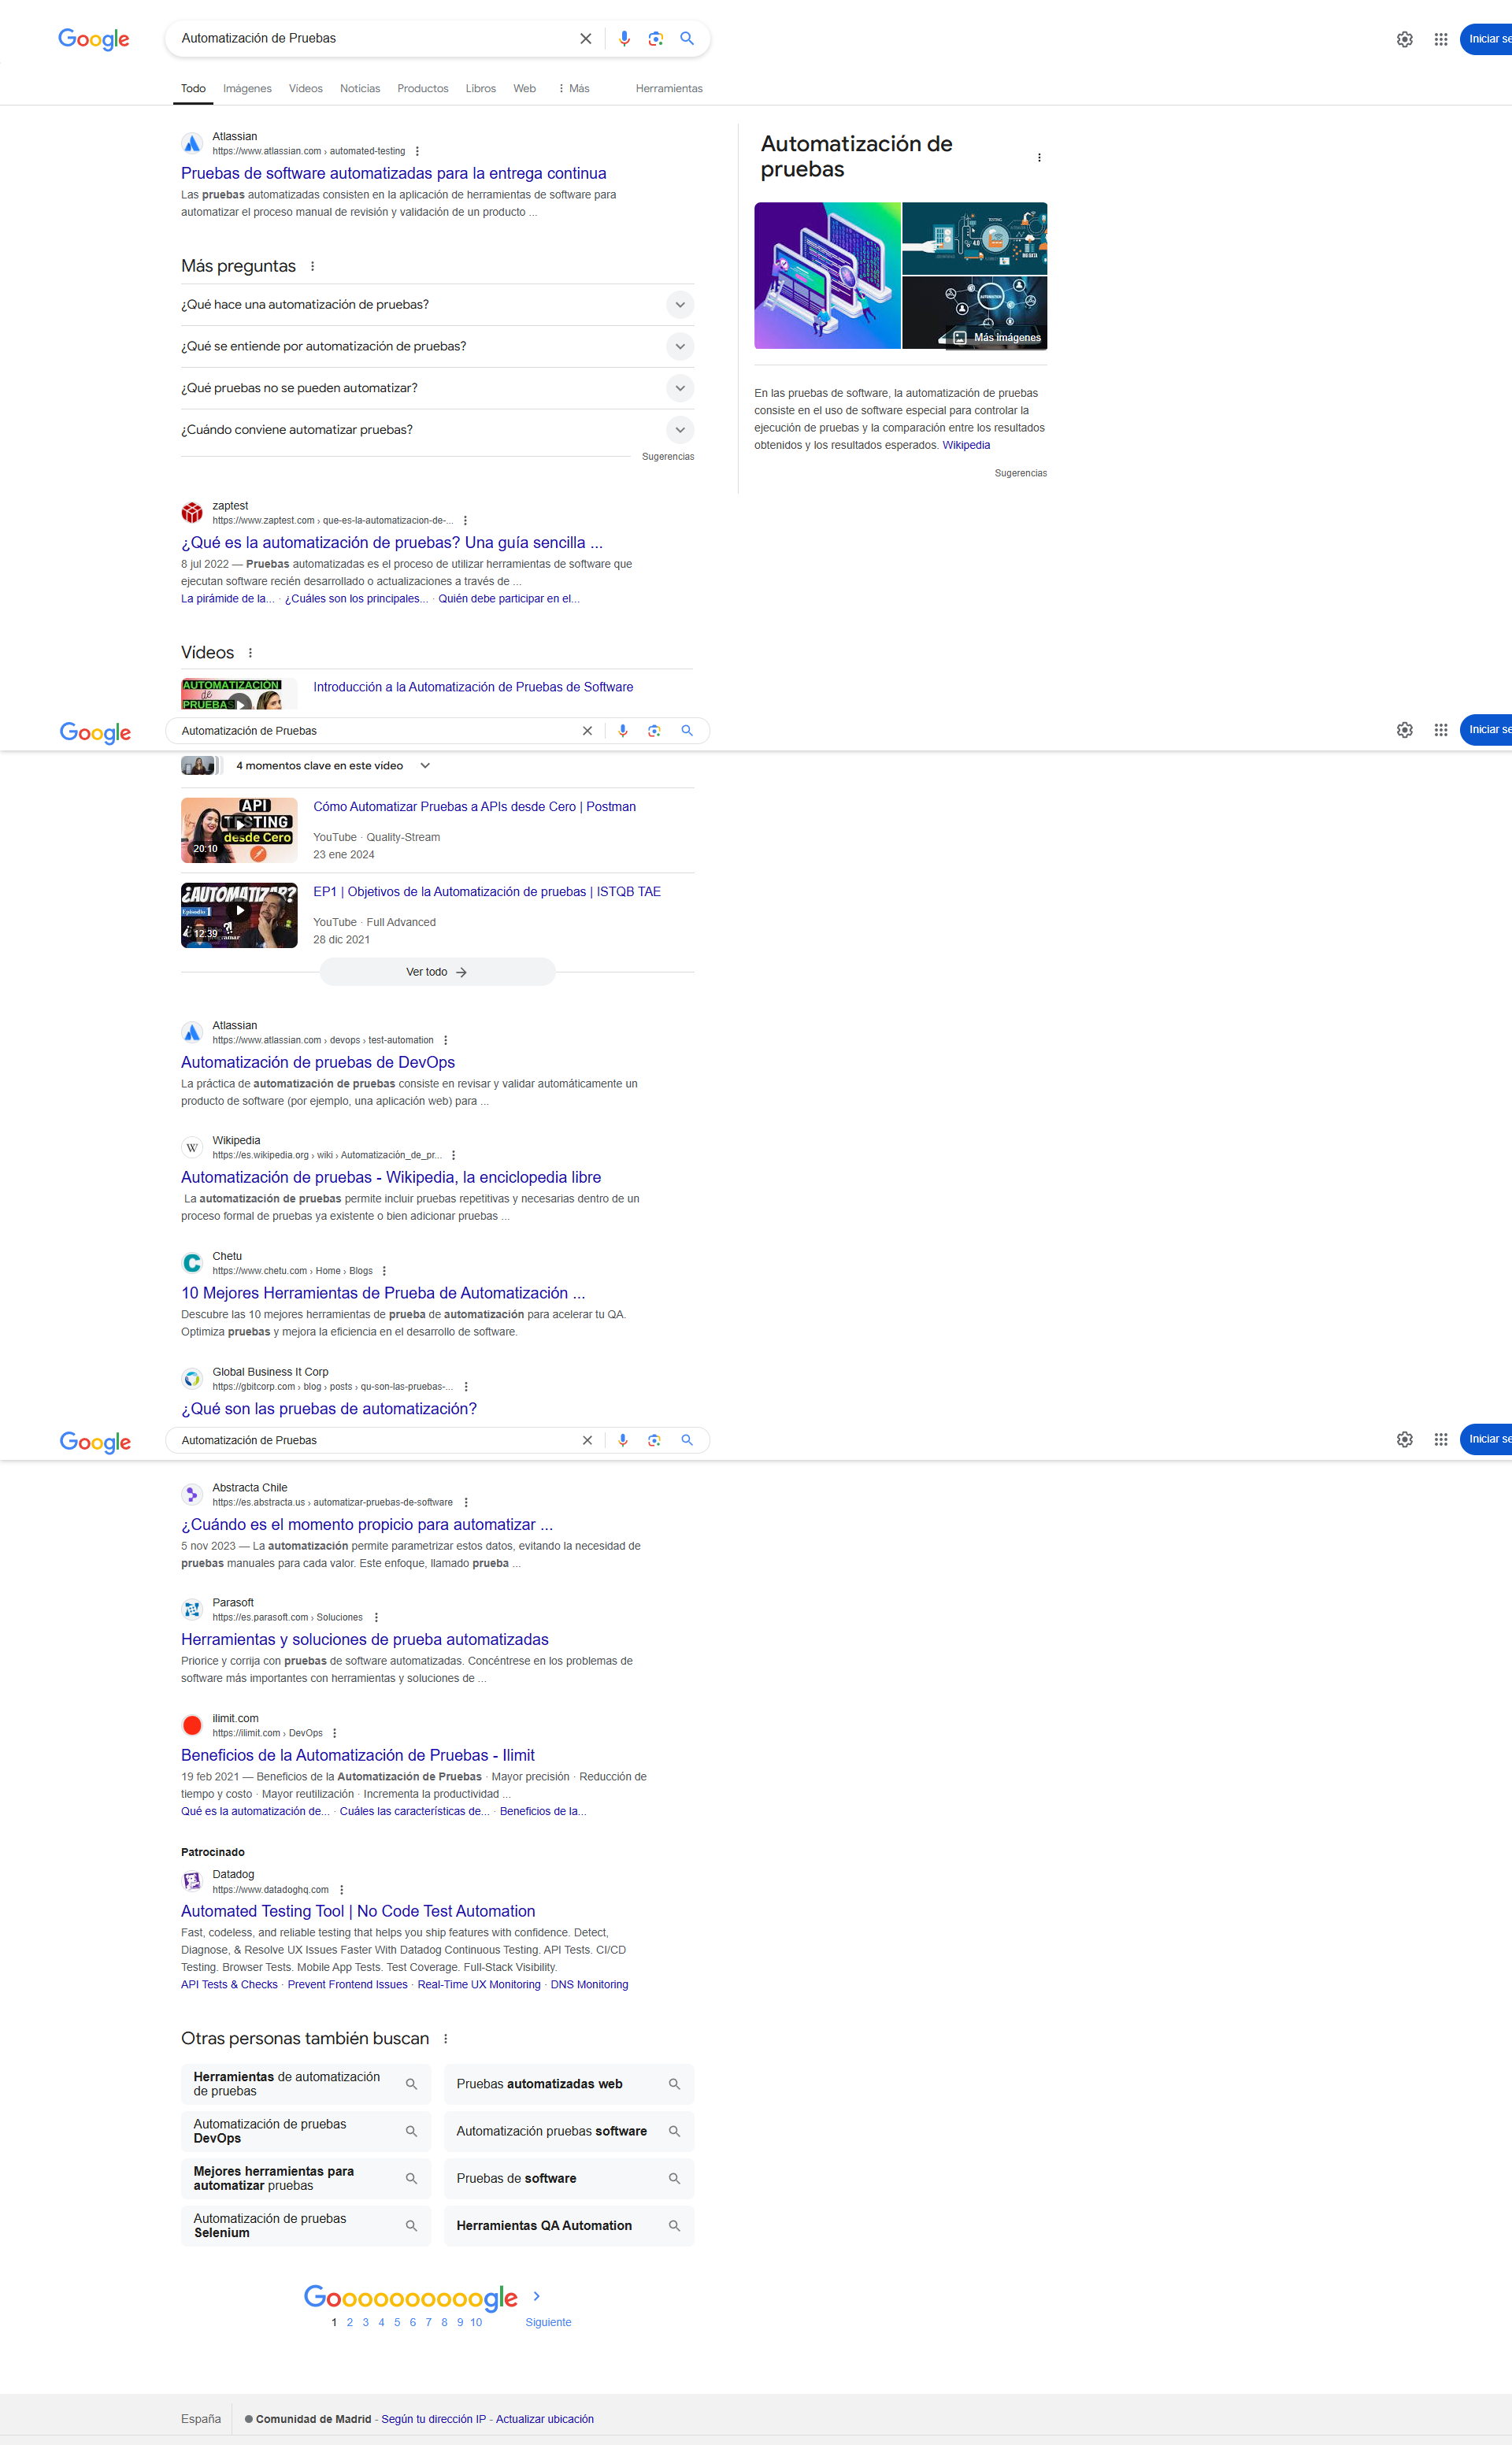 Google
Automatización de Pruebas
Iniciar se
Todo
Imágenes
Vídeos
Noticias
Productos
Libros
Web
Más
Herramientas
Atlassian
https://www.atlassian.com › automated-testing
Pruebas de software automatizadas para la entrega continua
Las pruebas automatizadas consisten en la aplicación de herramientas de software para
automatizar el proceso manual de revisión y validación de un producto ...
Más preguntas
¿Qué hace una automatización de pruebas?
¿Qué se entiende por automatización de pruebas?
¿Qué pruebas no se pueden automatizar?
¿Cuándo conviene automatizar pruebas?
Sugerencias
Automatización de
pruebas
Más imágenes
En las pruebas de software, la automatización de pruebas
consiste en el uso de software especial para controlar la
ejecución de pruebas y la comparación entre los resultados
obtenidos y los resultados esperados. Wikipedia
Sugerencias
zaptest
https://www.zaptest.com › que-es-la-automatizacion-de-...
¿Qué es la automatización de pruebas? Una guía sencilla ...
8 jul 2022 — Pruebas automatizadas es el proceso de utilizar herramientas de software que
ejecutan software recién desarrollado o actualizaciones a través de ...
La pirámide de la... · ¿Cuáles son los principales... · Quién debe participar en el...
Vídeos
AUTOMATIZACIÓN
de
PRUEBAS
Introducción a la Automatización de Pruebas de Software
Google
Automatización de Pruebas
Iniciar se
4 momentos clave en este vídeo
API
TESTING
desde Cero
20:10
Cómo Automatizar Pruebas a APIs desde Cero | Postman
YouTube · Quality-Stream
23 ene 2024
¿AUTOMATIZAR?
Episodio 1
12:39
EP1 | Objetivos de la Automatización de pruebas | ISTQB TAE
YouTube · Full Advanced
28 dic 2021
Ver todo
Atlassian
https://www.atlassian.com › devops › test-automation
Automatización de pruebas de DevOps
La práctica de automatización de pruebas consiste en revisar y validar automáticamente un
producto de software (por ejemplo, una aplicación web) para ...
Wikipedia
https://es.wikipedia.org › wiki › Automatización_de_pr...
Automatización de pruebas - Wikipedia, la enciclopedia libre
La automatización de pruebas permite incluir pruebas repetitivas y necesarias dentro de un
proceso formal de pruebas ya existente o bien adicionar pruebas ...
Chetu
https://www.chetu.com › Home › Blogs
10 Mejores Herramientas de Prueba de Automatización ...
Descubre las 10 mejores herramientas de prueba de automatización para acelerar tu QA.
Optimiza pruebas y mejora la eficiencia en el desarrollo de software.
Global Business It Corp
https://gbitcorp.com › blog › posts › qu-son-las-pruebas-...
¿Qué son las pruebas de automatización?
Google
Automatización de Pruebas
Iniciar se
Abstracta Chile
https://es.abstracta.us › automatizar-pruebas-de-software
¿Cuándo es el momento propicio para automatizar ...
5 nov 2023 — La automatización permite parametrizar estos datos, evitando la necesidad de
pruebas manuales para cada valor. Este enfoque, llamado prueba ...
Parasoft
https://es.parasoft.com › Soluciones
Herramientas y soluciones de prueba automatizadas
Priorice y corrija con pruebas de software automatizadas. Concéntrese en los problemas de
software más importantes con herramientas y soluciones de ...
ilimit.com
https://ilimit.com › DevOps
Beneficios de la Automatización de Pruebas - Ilimit
19 feb 2021 — Beneficios de la Automatización de Pruebas · Mayor precisión · Reducción de
tiempo y costo · Mayor reutilización · Incrementa la productividad ...
Qué es la automatización de... · Cuáles las características de... · Beneficios de la...
Patrocinado
Datadog
https://www.datadoghq.com
Automated Testing Tool | No Code Test Automation
Fast, codeless, and reliable testing that helps you ship features with confidence. Detect,
Diagnose, & Resolve UX Issues Faster With Datadog Continuous Testing. API Tests. CI/CD
Testing. Browser Tests. Mobile App Tests. Test Coverage. Full-Stack Visibility.
API Tests & Checks · Prevent Frontend Issues · Real-Time UX Monitoring · DNS Monitoring
Otras personas también buscan
Herramientas de automatización
de pruebas
Pruebas automatizadas web
Automatización de pruebas
DevOps
Automatización pruebas software
Mejores herramientas para
automatizar pruebas
Pruebas de software
Automatización de pruebas
Selenium
Herramientas QA Automation
Goooooooooogle
1 2 3 4 5 6 7 8 9 10 Siguiente
España
Comunidad de Madrid - Según tu dirección IP - Actualizar ubicación